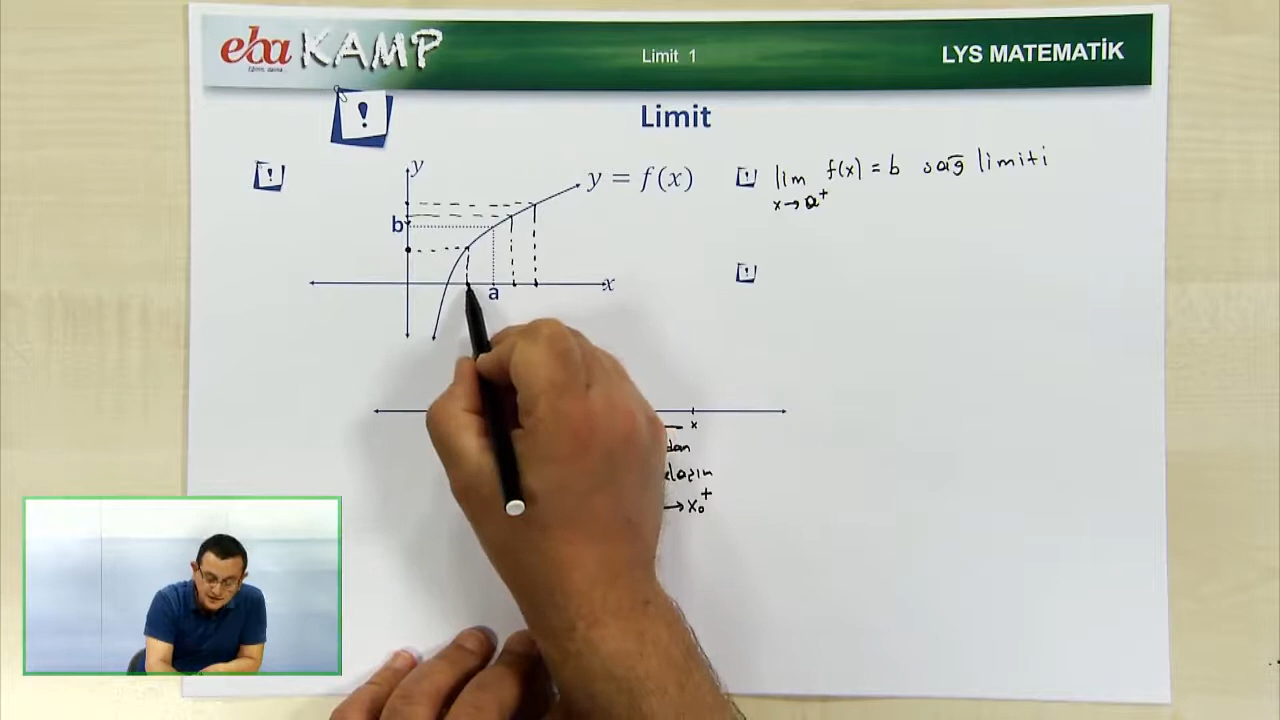 eba KAMP
Limit 1
LYS MATEMATİK
!
Limit
!
y
y = f(x)
b
a
x
! lim f(x) = b sağ limiti
x→a⁺
!
x
dan
→x₀⁺